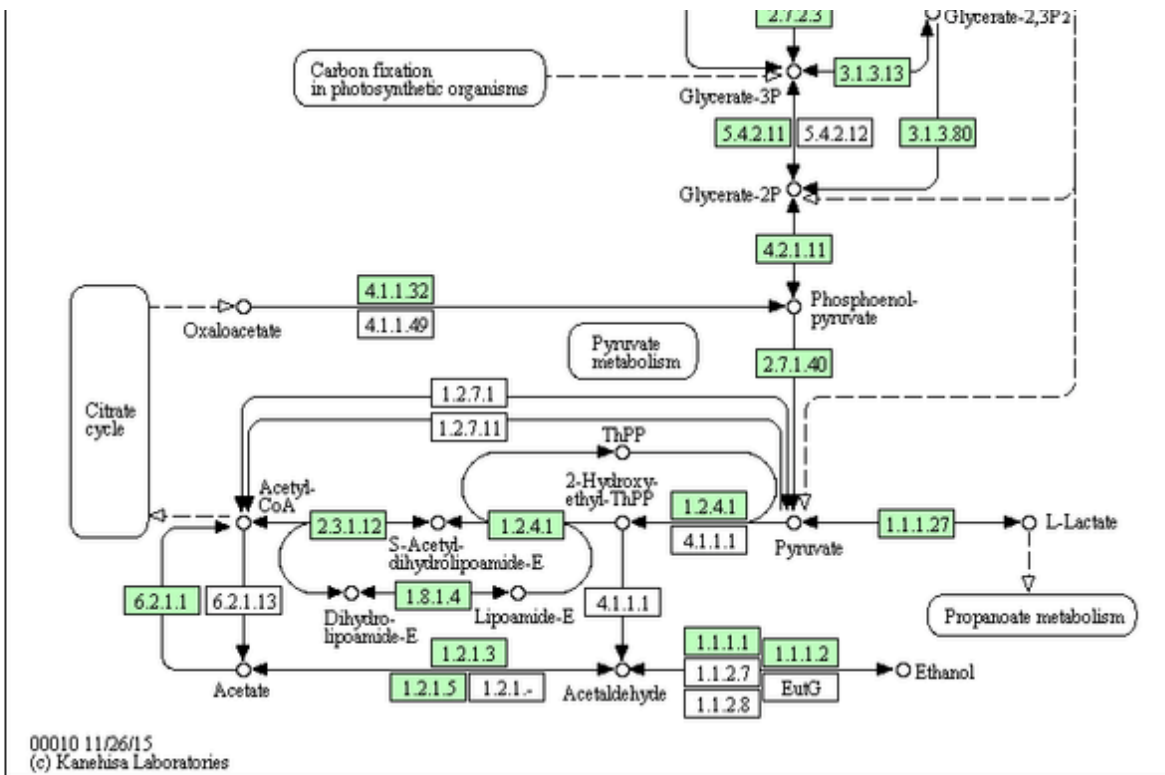 2.7.2.3
Glycerate-2,3P2
Carbon fixation
in photosynthetic organisms
3.1.3.13
Glycerate-3P
5.4.2.11
5.4.2.12
3.1.3.80
Glycerate-2P
4.2.1.11
4.1.1.32
Oxaloacetate
4.1.1.49
Phosphoenol-
pyruvate
Pyruvate
metabolism
2.7.1.40
Citrate
cycle
1.2.7.1
1.2.7.11
ThPP
Acetyl-
CoA
2-Hydroxy-
ethyl-ThPP
2.3.1.12
1.2.4.1
1.2.4.1
4.1.1.1
S-Acetyl-
dihydrolipoamide-E
Pyruvate
1.1.1.27
L-Lactate
6.2.1.1
6.2.1.13
1.8.1.4
Dihydro-
lipoamide-E
Lipoamide-E
4.1.1.1
Propanoate metabolism
1.2.1.3
1.2.1.5
1.2.1.-
Acetate
Acetaldehyde
1.1.1.1
1.1.2.7
1.1.2.8
1.1.1.2
EutG
Ethanol
00010 11/26/15
(c) Kanehisa Laboratories